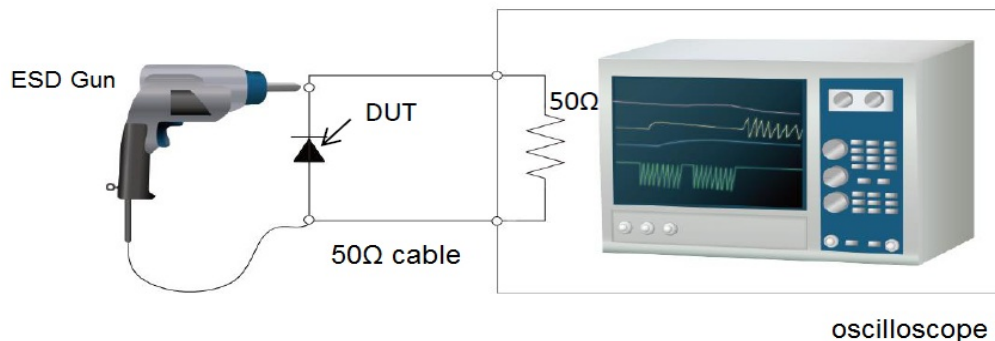 ESD Gun
DUT
50Ω
50Ω cable
oscilloscope